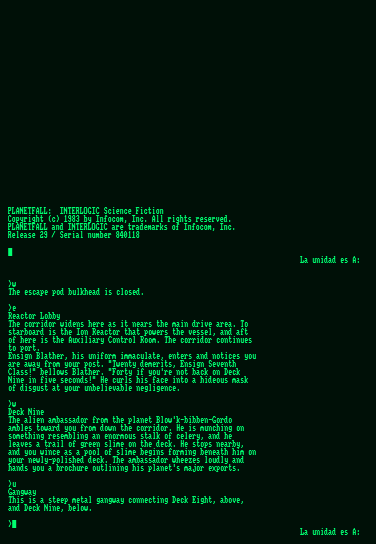 PLANETFALL:  INTERLOGIC Science Fiction
Copyright (c) 1983 by Infocom, Inc. All rights reserved.
PLANETFALL and INTERLOGIC are trademarks of Infocom, Inc.
Release 29 / Serial number 840118
La unidad es A:
>w
The escape pod bulkhead is closed.
>e
Reactor Lobby
The corridor widens here as it nears the main drive area. To
starboard is the Ion Reactor that powers the vessel, and aft
of here is the Auxiliary Control Room. The corridor continues
to port.
Ensign Blather, his uniform immaculate, enters and notices you
are away from your post. "Twenty demerits, Ensign Seventh
Class!" bellows Blather. "Forty if you're not back on Deck
Nine in five seconds!" He curls his face into a hideous mask
of disgust at your unbelievable negligence.
>w
Deck Nine
The alien ambassador from the planet Blow'k-bibben-Gordo
ambles toward you from down the corridor. He is munching on
something resembling an enormous stalk of celery, and he
leaves a trail of green slime on the deck. He stops nearby,
and you wince as a pool of slime begins forming beneath him on
your newly-polished deck. The ambassador wheezes loudly and
hands you a brochure outlining his planet's major exports.
>u
Gangway
This is a steep metal gangway connecting Deck Eight, above,
and Deck Nine, below.
>
La unidad es A: